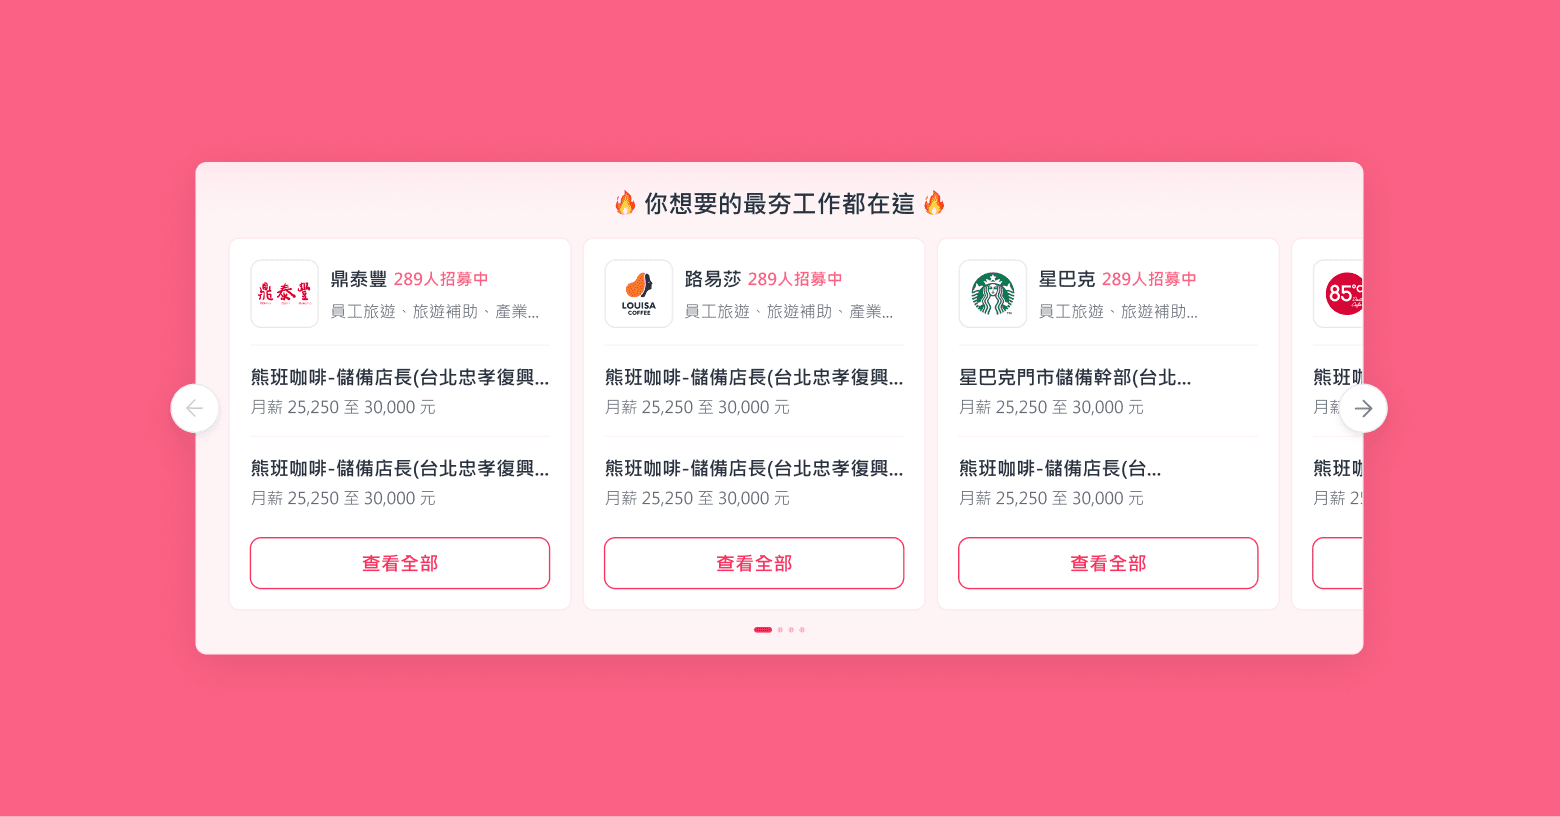 🔥 你想要的最夯工作都在這 🔥
鼎泰豐
鼎泰豐 289人招募中
員工旅遊、旅遊補助、產業...
熊班咖啡-儲備店長(台北忠孝復興...
月薪 25,250 至 30,000 元
熊班咖啡-儲備店長(台北忠孝復興...
月薪 25,250 至 30,000 元
查看全部
LOUISA
COFFEE
路易莎 289人招募中
員工旅遊、旅遊補助、產業...
熊班咖啡-儲備店長(台北忠孝復興...
月薪 25,250 至 30,000 元
熊班咖啡-儲備店長(台北忠孝復興...
月薪 25,250 至 30,000 元
查看全部
星巴克 289人招募中
員工旅遊、旅遊補助...
星巴克門市儲備幹部(台北...
月薪 25,250 至 30,000 元
熊班咖啡-儲備店長(台...
月薪 25,250 至 30,000 元
查看全部
85°
熊班
月薪
熊班
月薪 25